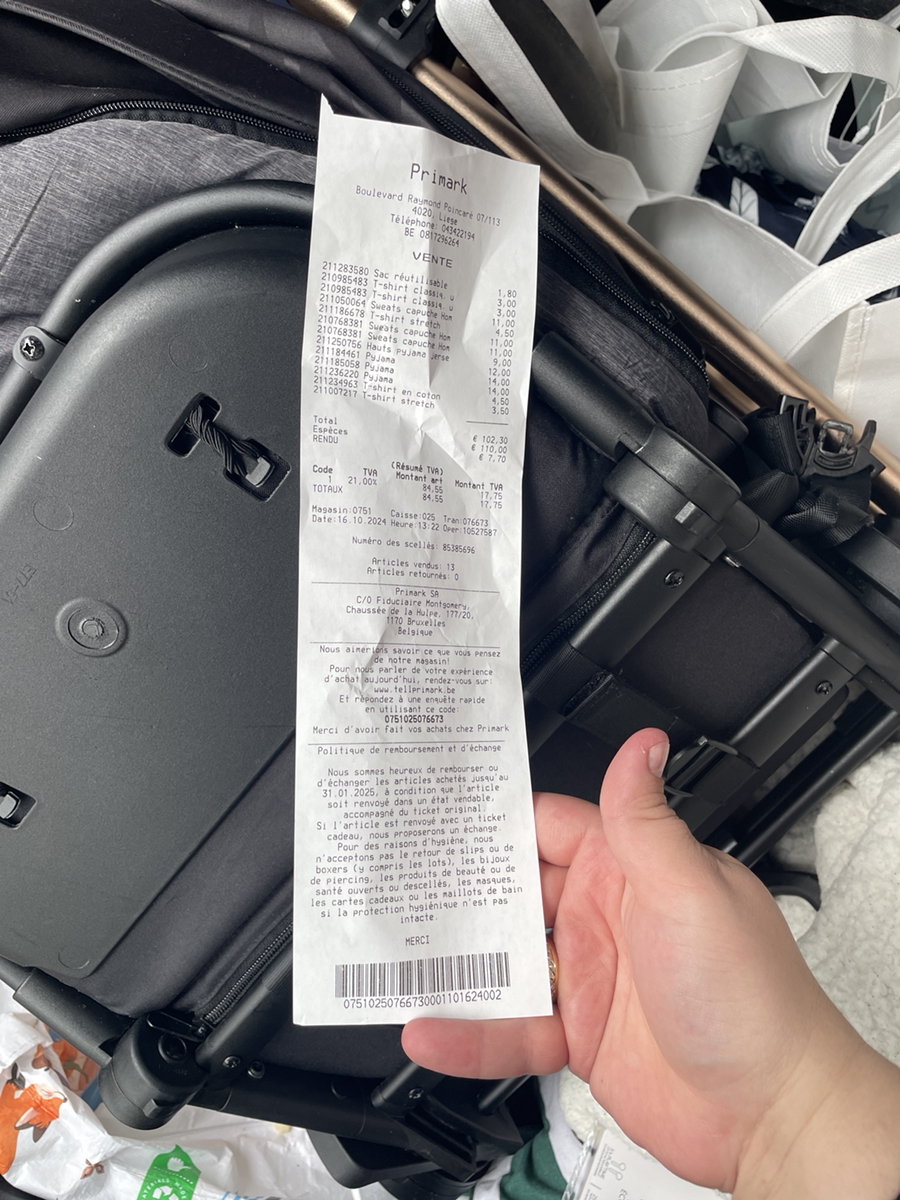 Primark
Boulevard Raymond Poincaré 07/113
4020, Liese
Téléphone: 043422194
BE 0817296264
VENTE
211283580 Sac réutilisable 1,80
210985483 T-shirt classiq. u 3,00
210985483 T-shirt classiq. u 3,00
211050064 Sweats capuche Hom 11,00
211186678 T-shirt stretch 4,50
210768381 Sweats capuche Hom 11,00
210768381 Sweats capuche Hom 11,00
211250756 Hauts pyjama jerse 9,00
211184461 Pyjama 12,00
211185058 Pyjama 14,00
211236220 Pyjama 14,00
211234963 T-shirt en coton 4,50
211007217 T-shirt stretch 3,50
Total € 102,30
Espèces € 110,00
RENDU € 7,70
(Résumé TVA)
Code TVA Montant art Montant TVA
1 21.00% 84,55 17,75
TOTAUX 84,55 17,75
Magasin:0751 Caisse:025 Tran:076673
Date:16.10.2024 Heure:13:22 Oper:10527587
Numéro des scellés: 85385696
Articles vendus: 13
Articles retournés: 0
Primark SA
C/O Fiduciaire Montgomery,
Chaussée de la Hulpe, 177/20,
1170 Bruxelles
Belgique
Nous aimerions savoir ce que vous pensez
de notre magasin!
Pour nous parler de votre expérience
d'achat aujourd'hui, rendez-vous sur:
www.tellprimark.be
Et répondez à une enquête rapide
en utilisant ce code:
0751025076673
Merci d'avoir Fait vos achats chez Primark
Politique de remboursement et d'échange
Nous sommes heureux de rembourser ou
d'échanger les articles achetés jusqu'au
31.01.2025, à condition que l'article
soit renvoyé dans un état vendable,
accompagné du ticket original.
Si l'article est renvoyé avec un ticket
cadeau, nous proposerons un échange.
Pour des raisons d'hygiène, nous
n'acceptons pas le retour de slips ou de
boxers (y compris les lots), les bijoux
de piercing, les produits de beauté ou de
santé ouverts ou descellés, les masques,
les cartes cadeaux ou les maillots de bain
si la protection hygiénique n'est pas
intacte.
MERCI
07510250766730001101624002